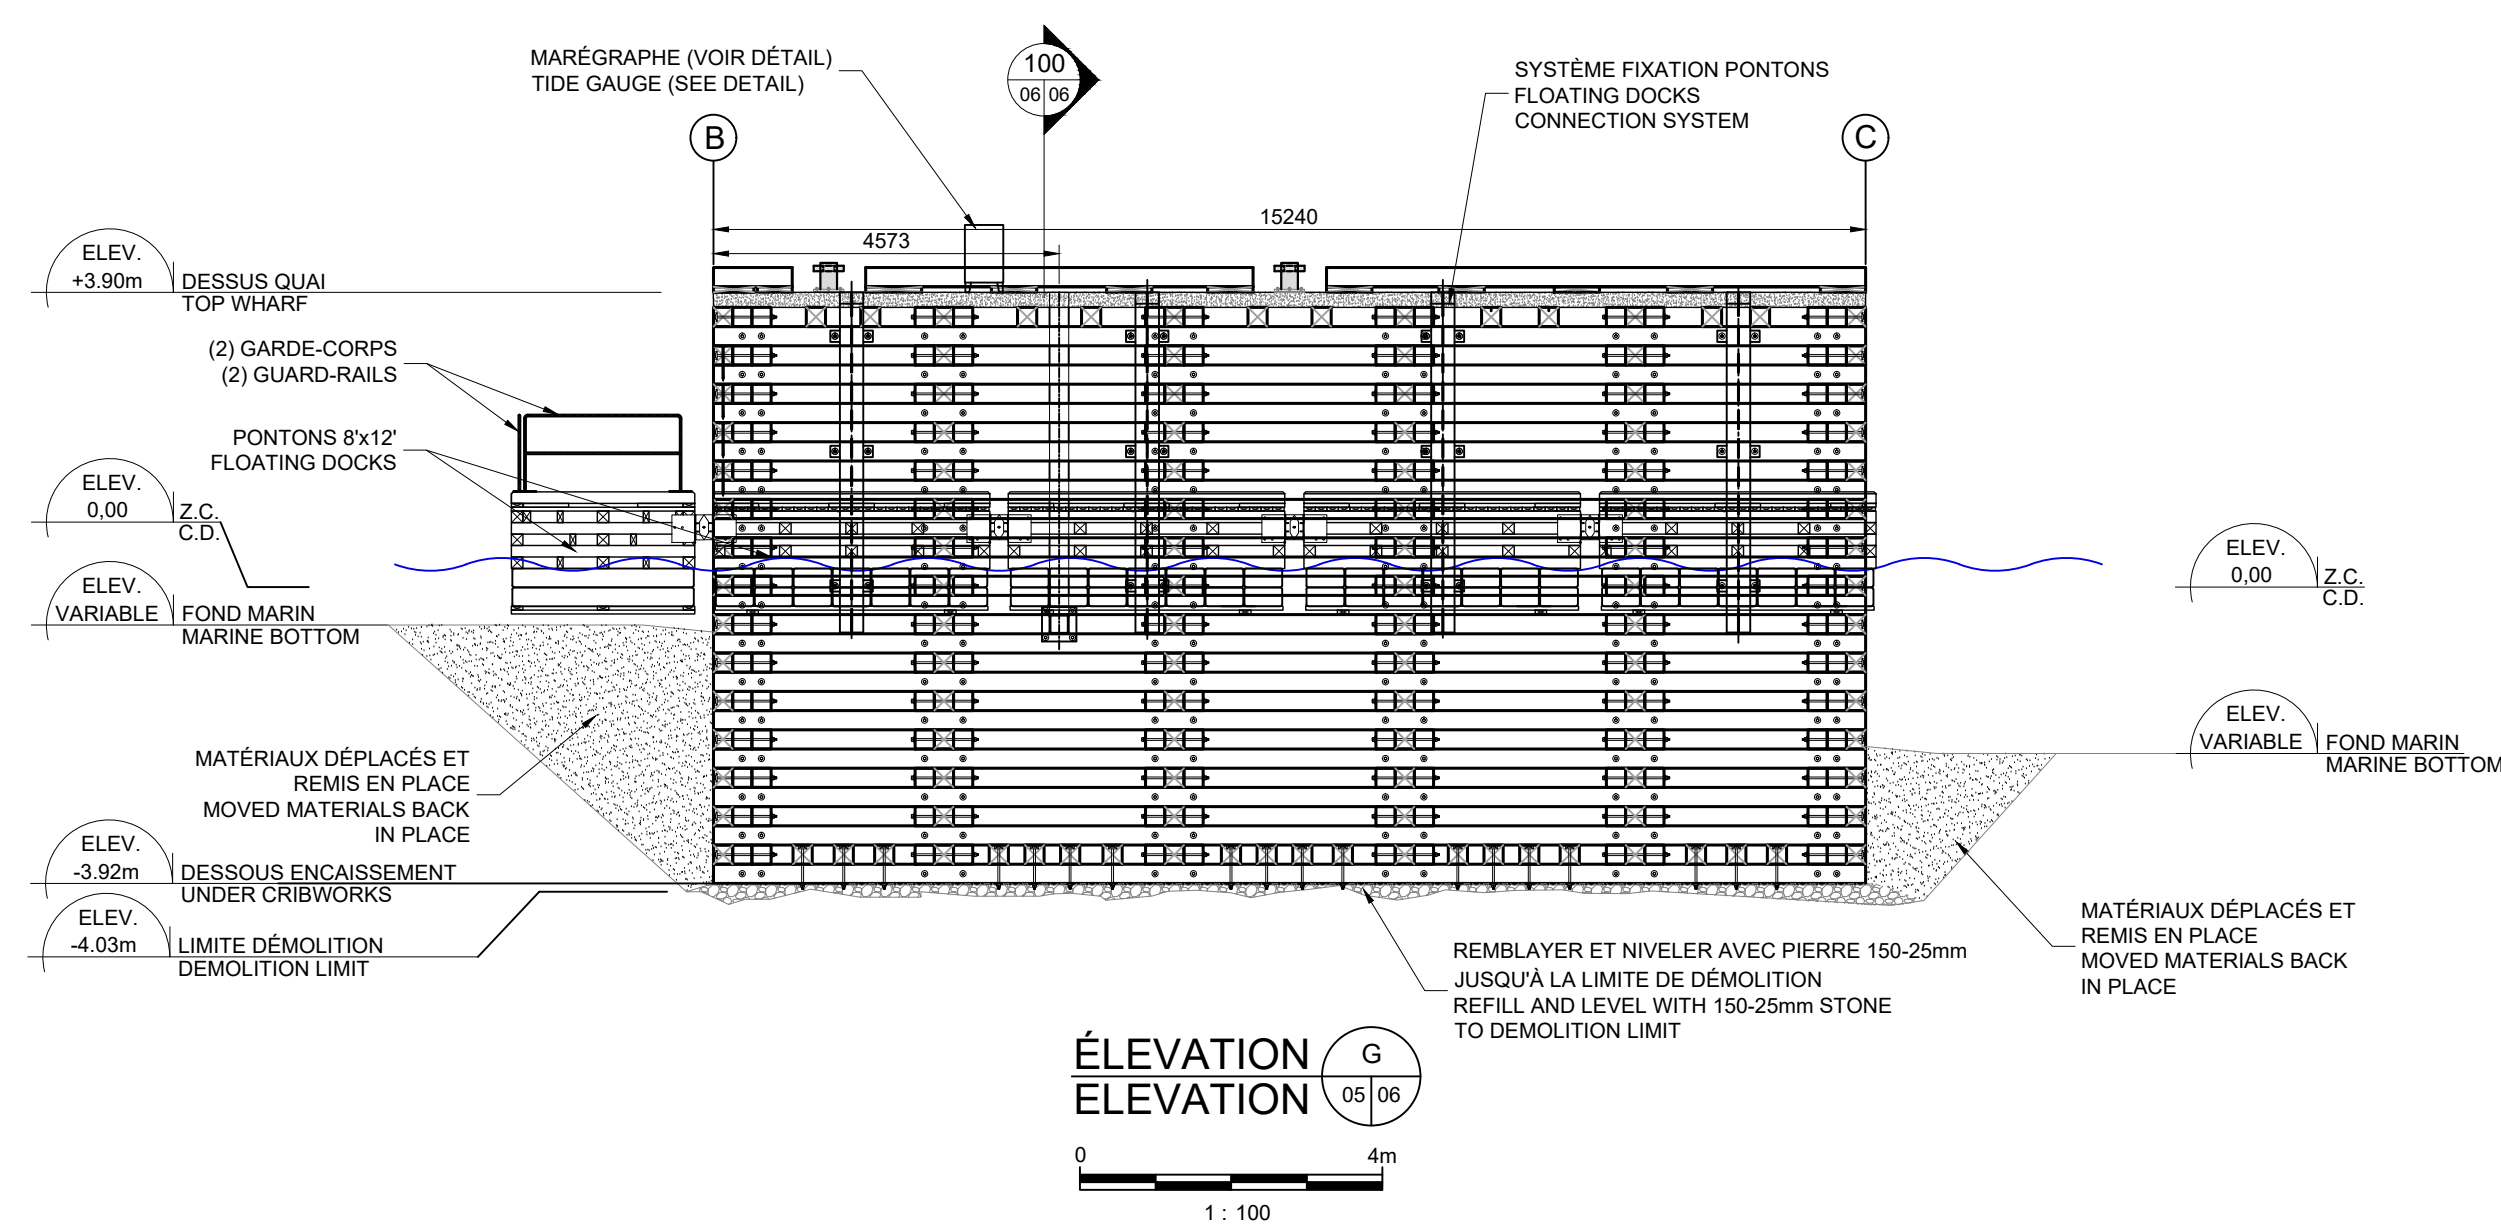 MARÉGRAPHE (VOIR DÉTAIL)
TIDE GAUGE (SEE DETAIL)
100
06 06
SYSTÈME FIXATION PONTONS
FLOATING DOCKS
CONNECTION SYSTEM
B
C
15240
4573
ELEV.
+3.90m
DESSUS QUAI
TOP WHARF
(2) GARDE-CORPS
(2) GUARD-RAILS
PONTONS 8'x12'
FLOATING DOCKS
ELEV.
0,00
Z.C.
C.D.
ELEV.
VARIABLE
FOND MARIN
MARINE BOTTOM
ELEV.
0,00
Z.C.
C.D.
ELEV.
VARIABLE
FOND MARIN
MARINE BOTTOM
MATÉRIAUX DÉPLACÉS ET
REMIS EN PLACE
MOVED MATERIALS BACK
IN PLACE
ELEV.
-3.92m
DESSOUS ENCAISSEMENT
UNDER CRIBWORKS
ELEV.
-4.03m
LIMITE DÉMOLITION
DEMOLITION LIMIT
REMBLAYER ET NIVELER AVEC PIERRE 150-25mm
JUSQU'À LA LIMITE DE DÉMOLITION
REFILL AND LEVEL WITH 150-25mm STONE
TO DEMOLITION LIMIT
MATÉRIAUX DÉPLACÉS ET
REMIS EN PLACE
MOVED MATERIALS BACK
IN PLACE
ÉLEVATION
ELEVATION
G
05 06
0 4m
1 : 100